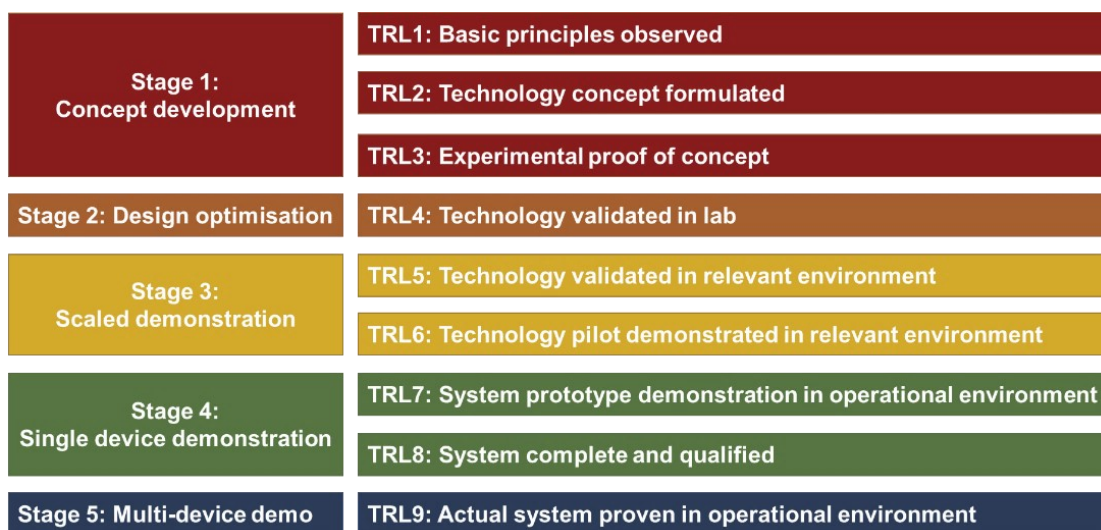 Stage 1:
Concept development
TRL1: Basic principles observed
TRL2: Technology concept formulated
TRL3: Experimental proof of concept
Stage 2: Design optimisation
TRL4: Technology validated in lab
Stage 3:
Scaled demonstration
TRL5: Technology validated in relevant environment
TRL6: Technology pilot demonstrated in relevant environment
Stage 4:
Single device demonstration
TRL7: System prototype demonstration in operational environment
TRL8: System complete and qualified
Stage 5: Multi-device demo
TRL9: Actual system proven in operational environment